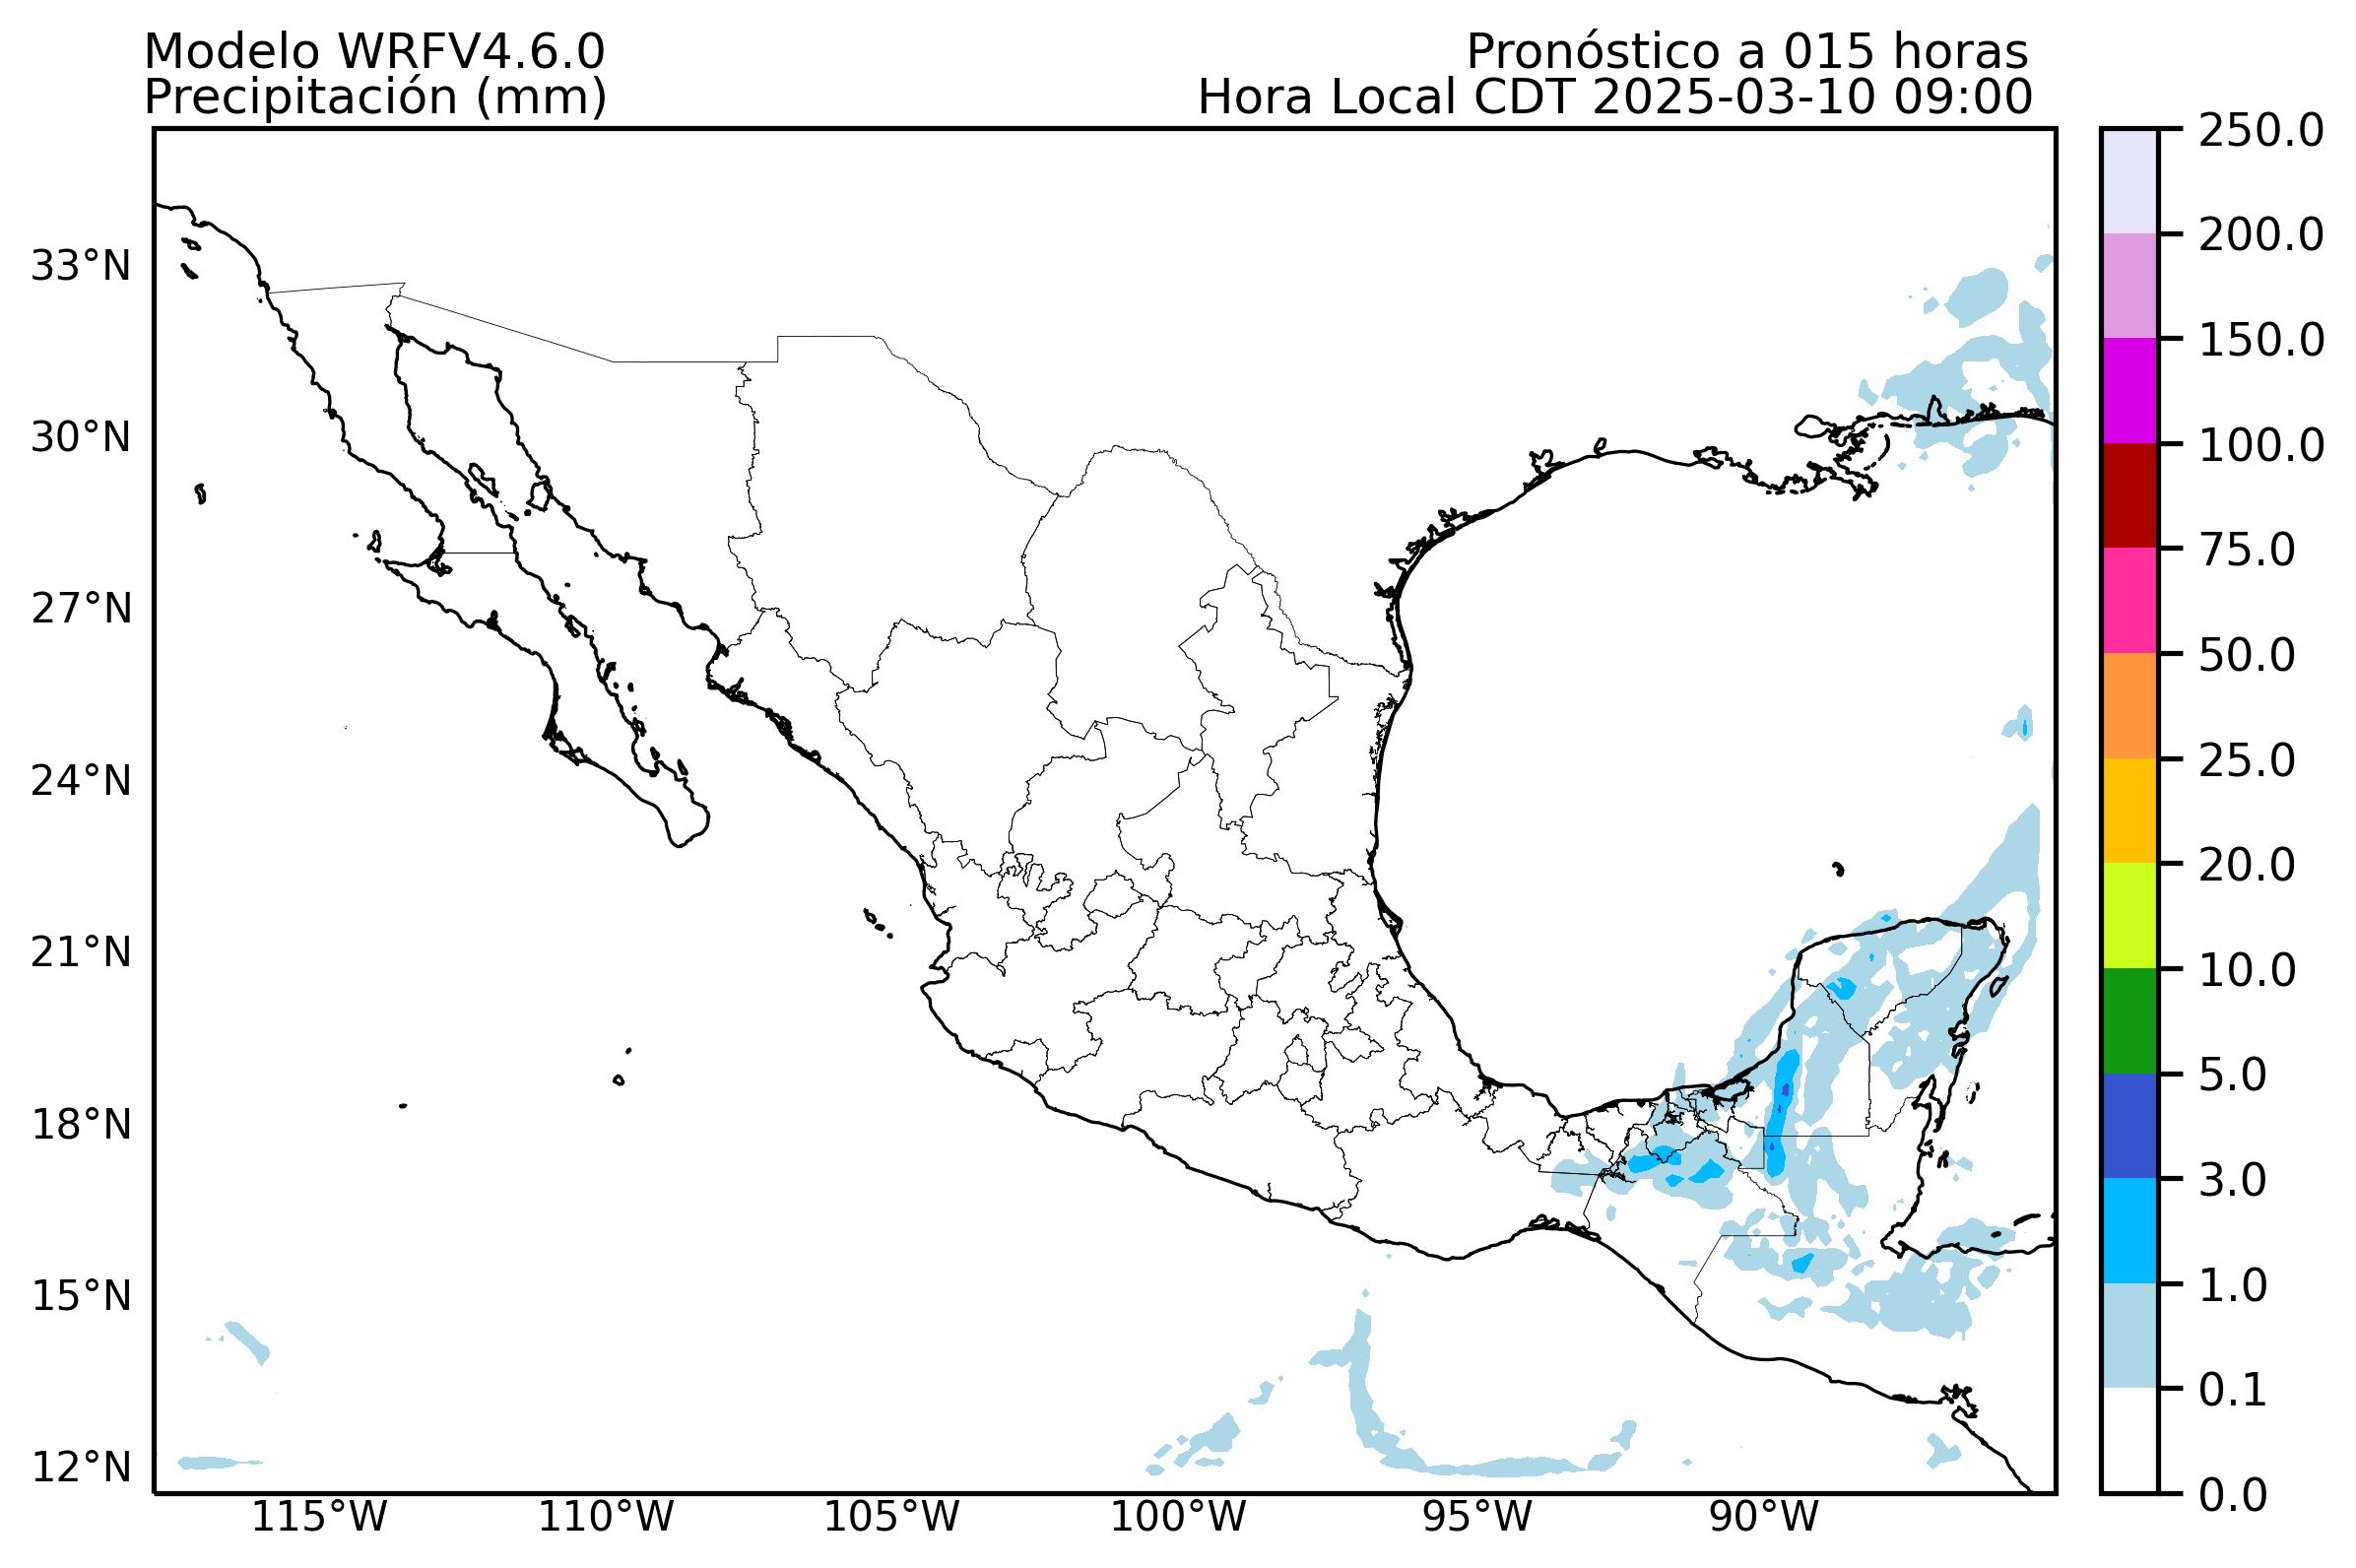 Modelo WRFV4.6.0
Pronóstico a 015 horas
Precipitación (mm)
Hora Local CDT 2025-03-10 09:00
33°N
30°N
27°N
24°N
21°N
18°N
15°N
12°N
115°W
110°W
105°W
100°W
95°W
90°W
250.0
200.0
150.0
100.0
75.0
50.0
25.0
20.0
10.0
5.0
3.0
1.0
0.1
0.0